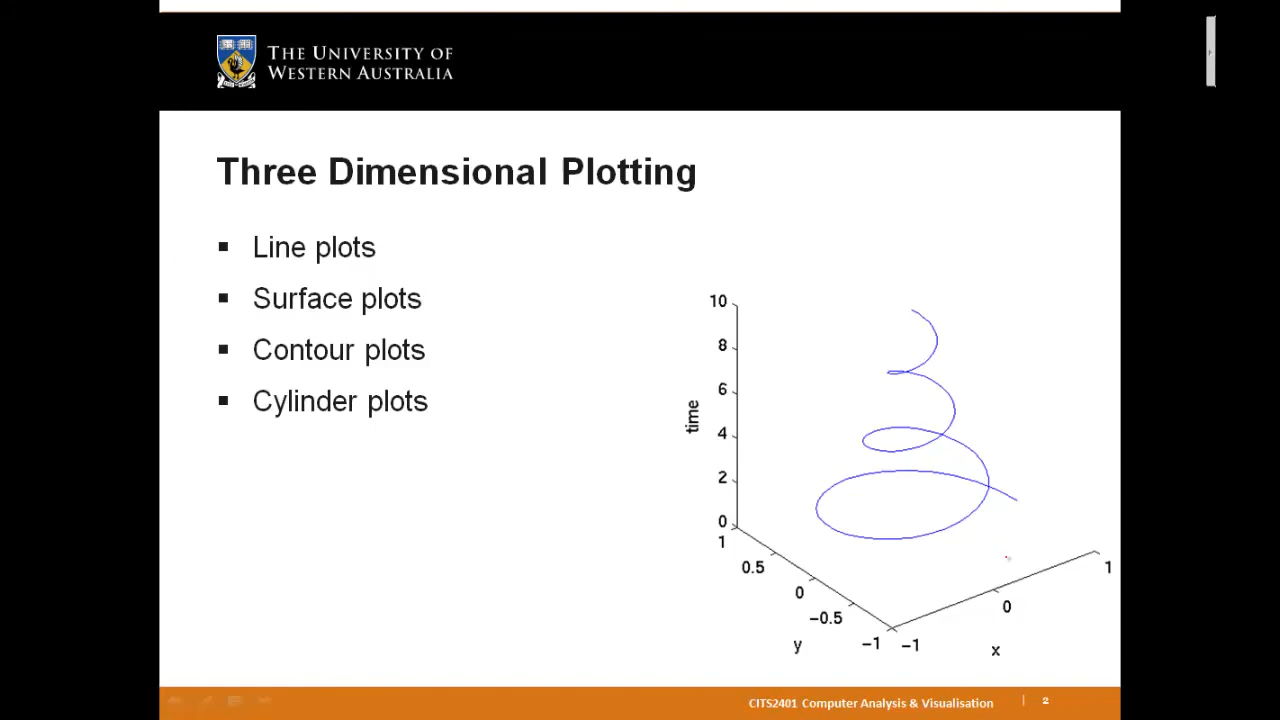 THE UNIVERSITY OF
WESTERN AUSTRALIA
Three Dimensional Plotting
▪ Line plots
▪ Surface plots
▪ Contour plots
▪ Cylinder plots
10
8
6
4
2
0
time
1
0.5
0
−0.5
−1
y
−1
0
1
x
CITS2401 Computer Analysis & Visualisation | 2